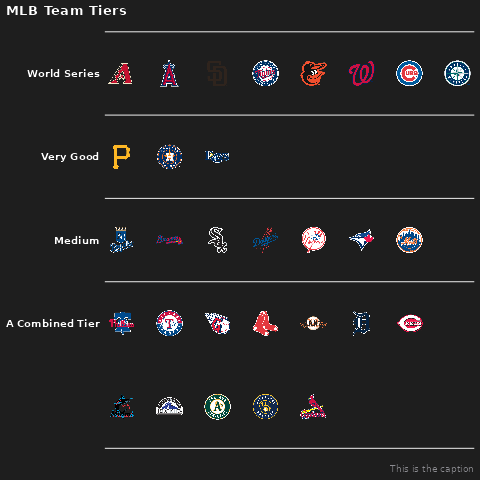 MLB Team Tiers
World Series
Very Good
Medium
A Combined Tier
This is the caption